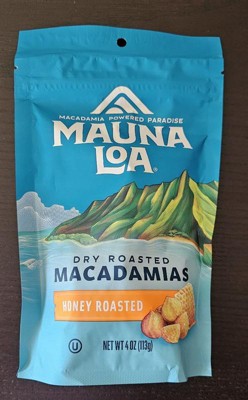 MACADAMIA POWERED PARADISE
MAUNA
LOA®
DRY ROASTED
MACADAMIAS
HONEY ROASTED
U
NET WT 4 OZ (113g)